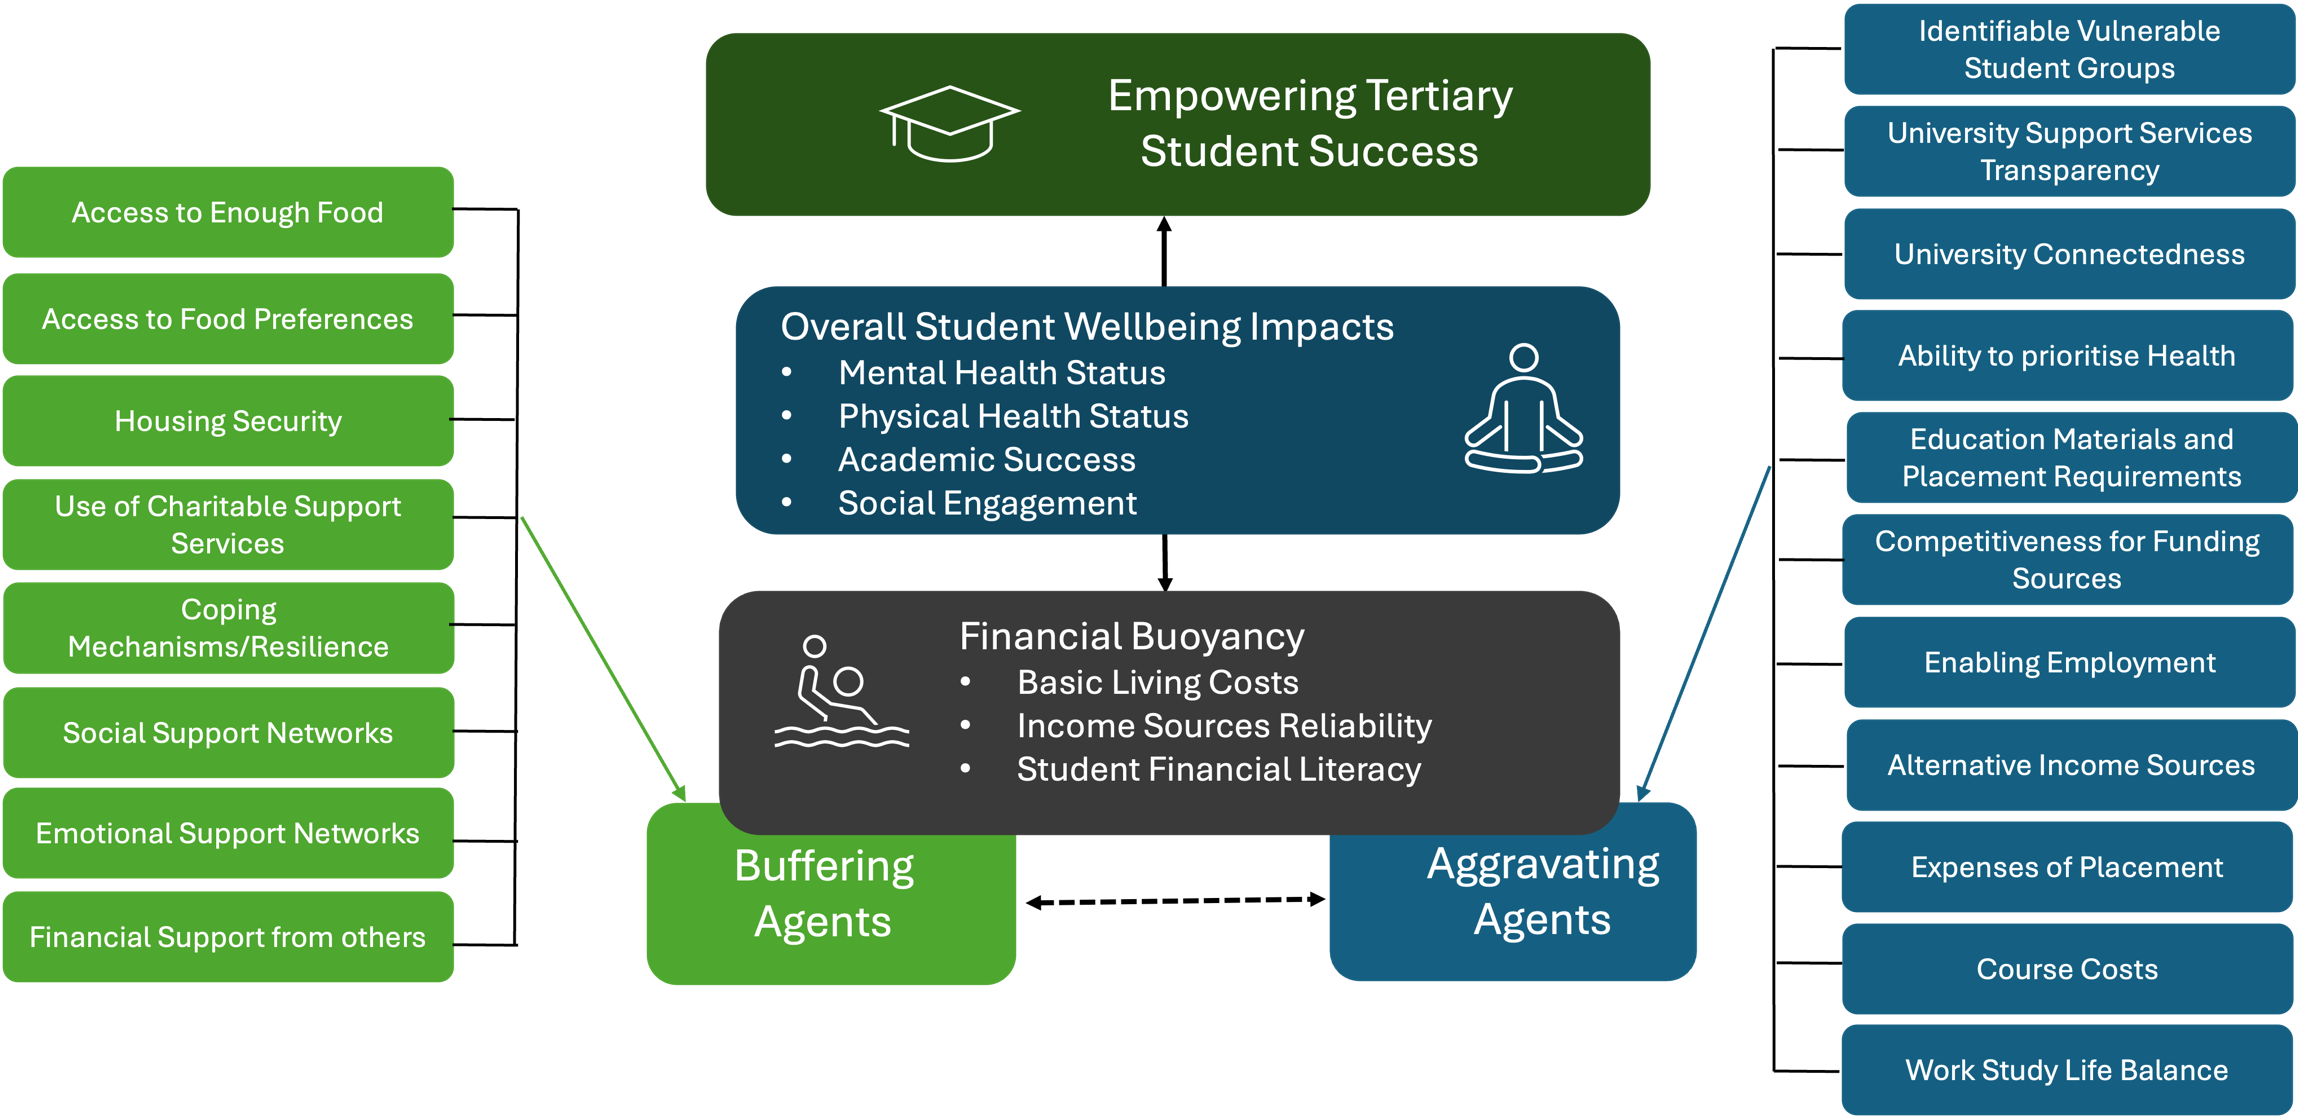 Empowering Tertiary
Student Success
Overall Student Wellbeing Impacts
• Mental Health Status
• Physical Health Status
• Academic Success
• Social Engagement
Financial Buoyancy
• Basic Living Costs
• Income Sources Reliability
• Student Financial Literacy
Buffering
Agents
Aggravating
Agents
Access to Enough Food
Access to Food Preferences
Housing Security
Use of Charitable Support
Services
Coping
Mechanisms/Resilience
Social Support Networks
Emotional Support Networks
Financial Support from others
Identifiable Vulnerable
Student Groups
University Support Services
Transparency
University Connectedness
Ability to prioritise Health
Education Materials and
Placement Requirements
Competitiveness for Funding
Sources
Enabling Employment
Alternative Income Sources
Expenses of Placement
Course Costs
Work Study Life Balance